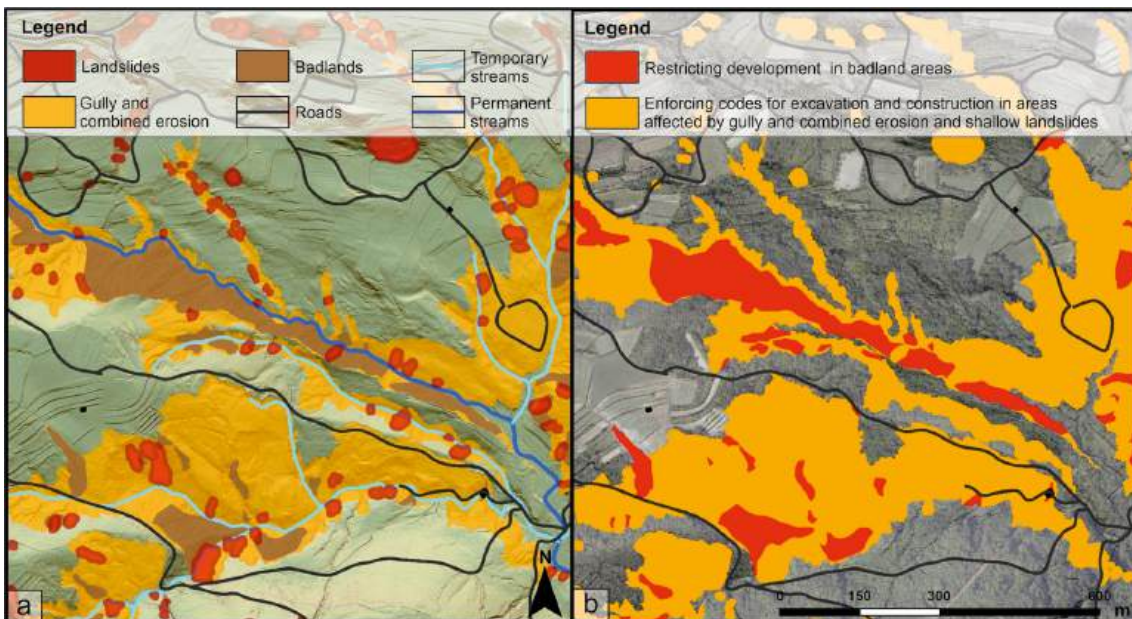 Legend
Landslides
Badlands
Temporary
streams
Gully and
combined erosion
Roads
Permanent
streams
N
a
Legend
Restricting development in badland areas
Enforcing codes for excavation and construction in areas
affected by gully and combined erosion and shallow landslides
b
0 150 300 600
m